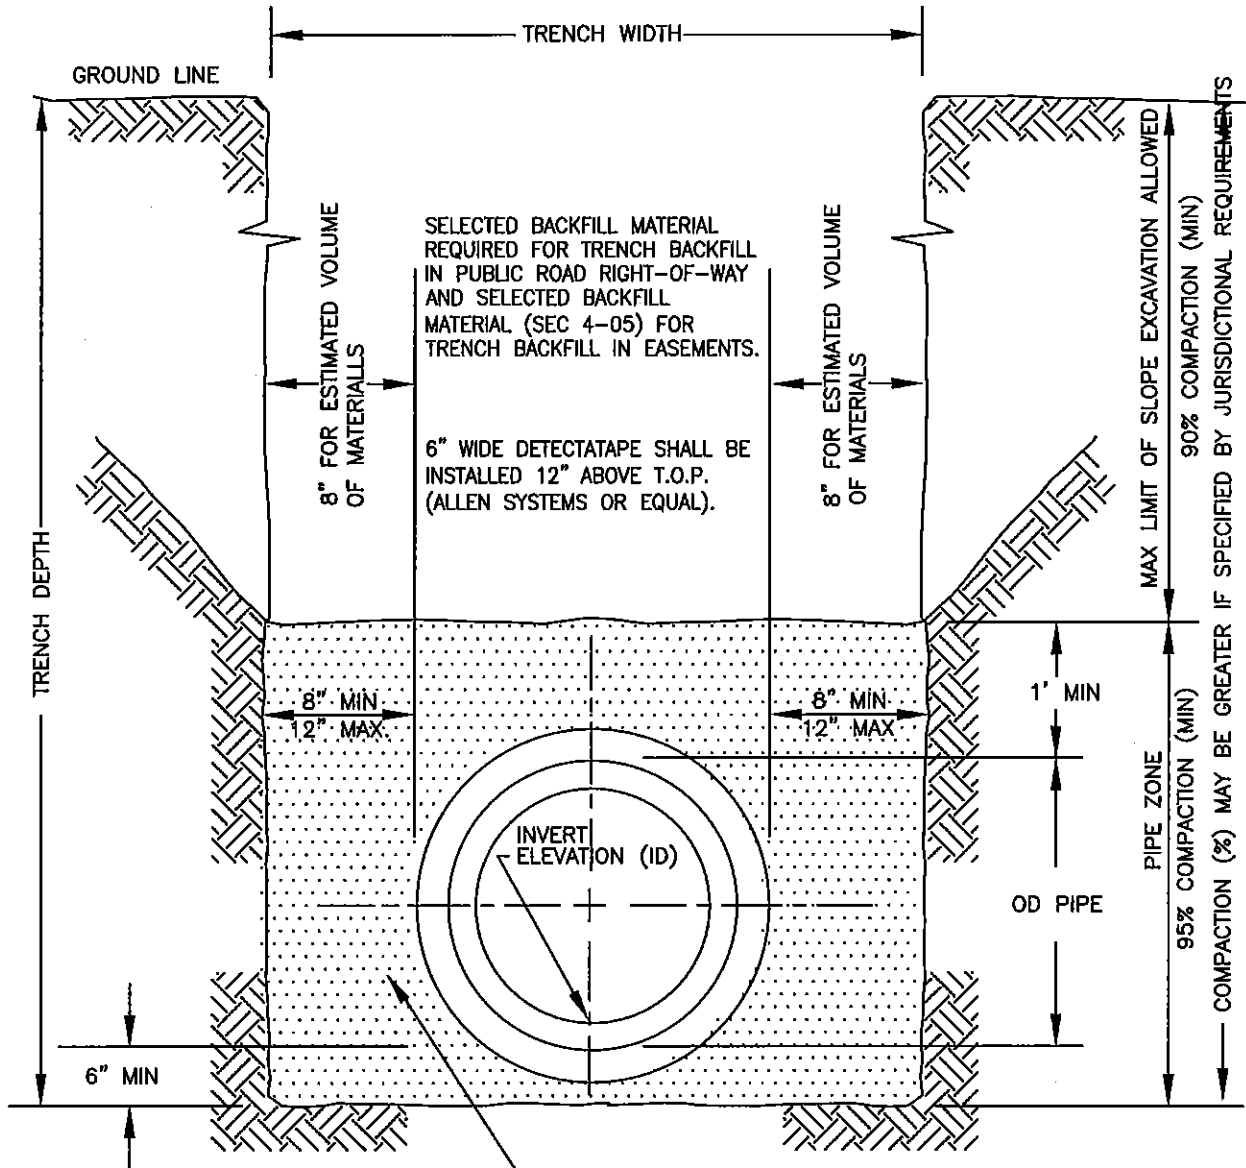 TRENCH WIDTH
GROUND LINE
TRENCH DEPTH
8" FOR ESTIMATED VOLUME
OF MATERIALLS
SELECTED BACKFILL MATERIAL
REQUIRED FOR TRENCH BACKFILL
IN PUBLIC ROAD RIGHT-OF-WAY
AND SELECTED BACKFILL
MATERIAL (SEC 4-05) FOR
TRENCH BACKFILL IN EASEMENTS.
6" WIDE DETECTATAPE SHALL BE
INSTALLED 12" ABOVE T.O.P.
(ALLEN SYSTEMS OR EQUAL).
8" FOR ESTIMATED VOLUME
OF MATERIALS
MAX LIMIT OF SLOPE EXCAVATION ALLOWED
90% COMPACTION (MIN)
COMPACTION (%) MAY BE GREATER IF SPECIFIED BY JURISDICTIONAL REQUIREMENTS
8" MIN
12" MAX.
8" MIN
12" MAX
1' MIN
PIPE ZONE
95% COMPACTION (MIN)
INVERT
ELEVATION (ID)
OD PIPE
6" MIN